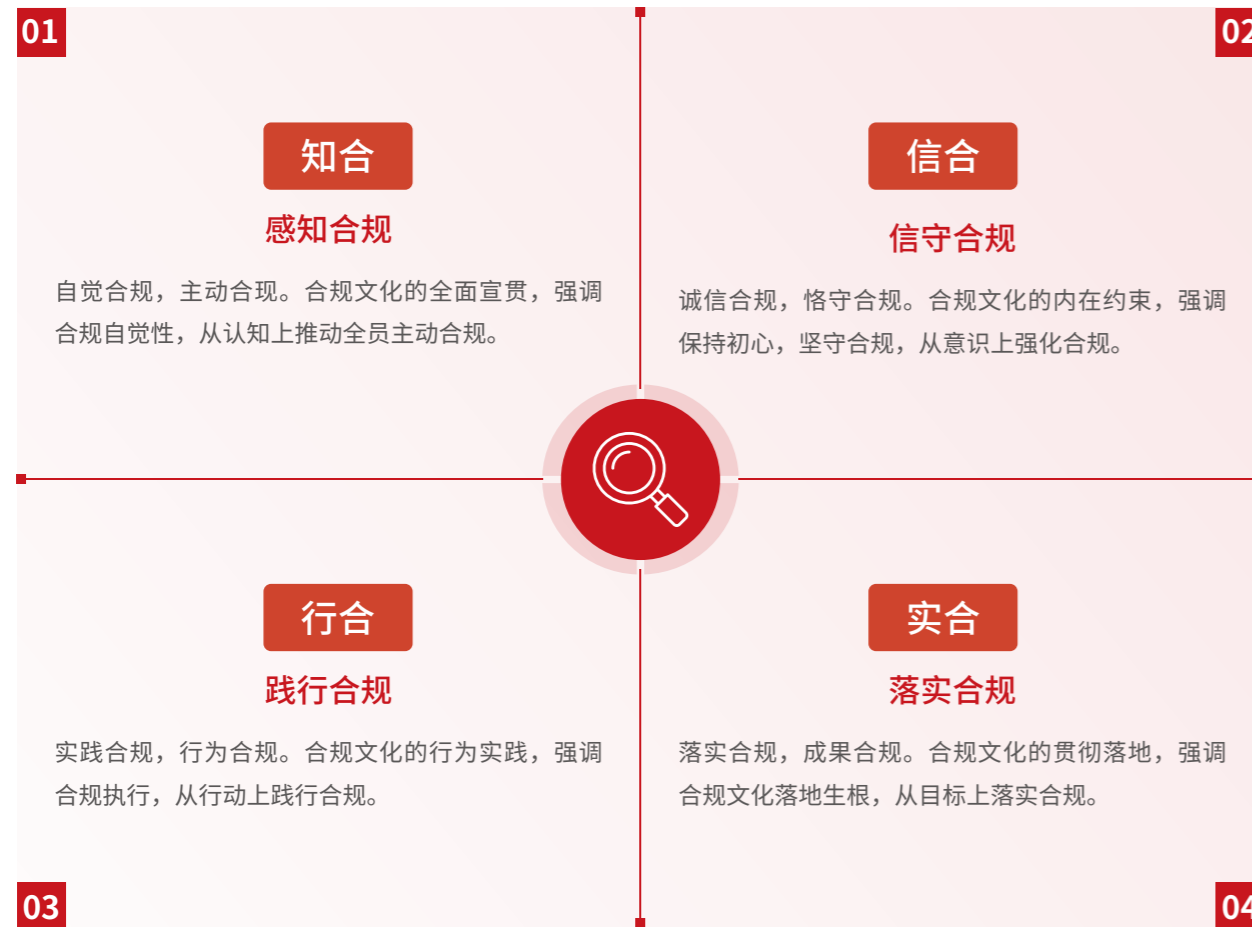 01
知合
感知合规
自觉合规，主动合现。合规文化的全面宣贯，强调
合规自觉性，从认知上推动全员主动合规。
02
信合
信守合规
诚信合规，恪守合规。合规文化的内在约束，强调
保持初心，坚守合规，从意识上强化合规。
行合
践行合规
实践合规，行为合规。合规文化的行为实践，强调
合规执行，从行动上践行合规。
03
实合
落实合规
落实合规，成果合规。合规文化的贯彻落地，强调
合规文化落地生根，从目标上落实合规。
04